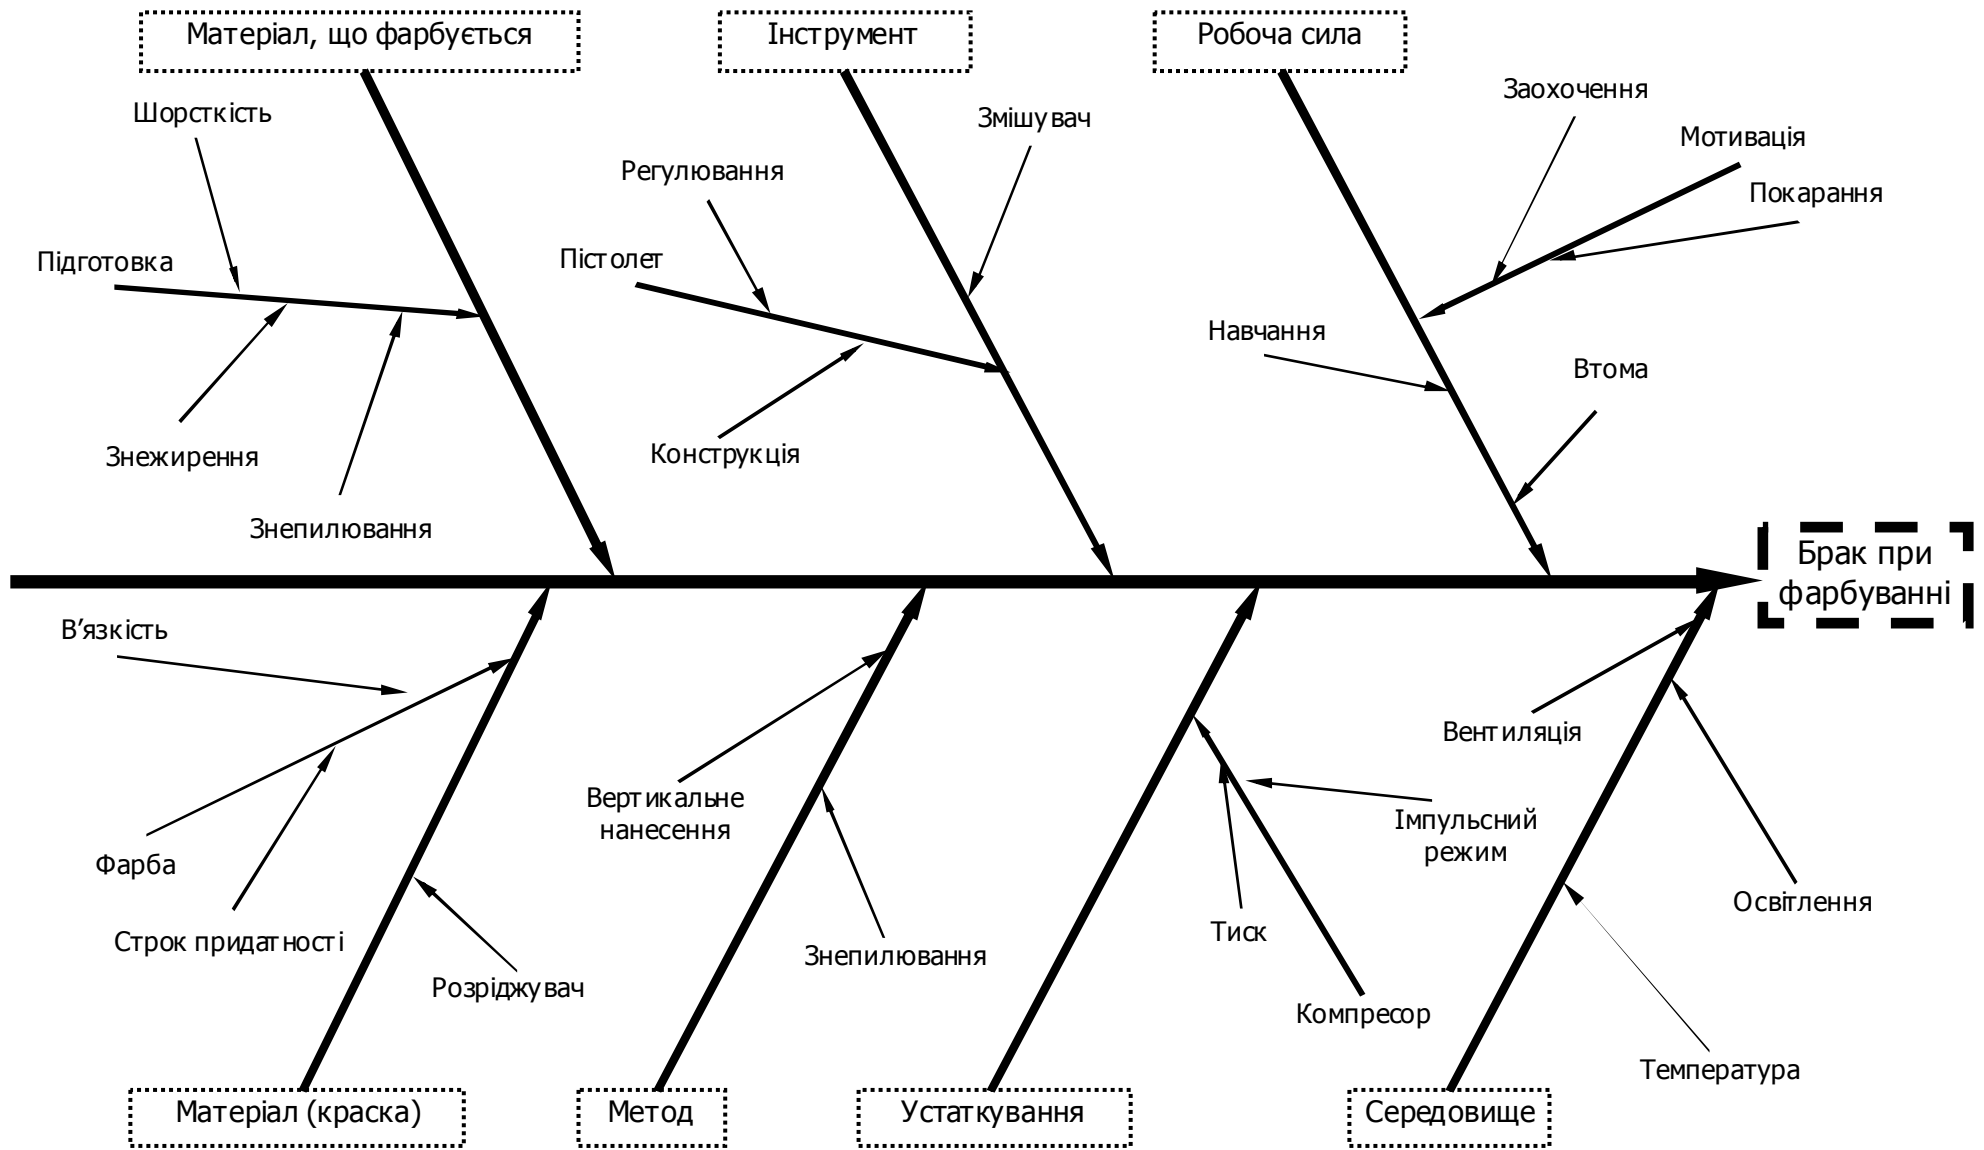 Матеріал, що фарбується
Інструмент
Робоча сила
Шорсткість
Змішувач
Заохочення
Мотивація
Регулювання
Покарання
Підготовка
Пістолет
Навчання
Втома
Знежирення
Конструкція
Знепилювання
Брак при
фарбуванні
В’язкість
Вентиляція
Вертикальне
нанесення
Імпульсний
режим
Фарба
Освітлення
Строк придатності
Тиск
Знепилювання
Розріджувач
Компресор
Температура
Матеріал (краска)
Метод
Устаткування
Середовище